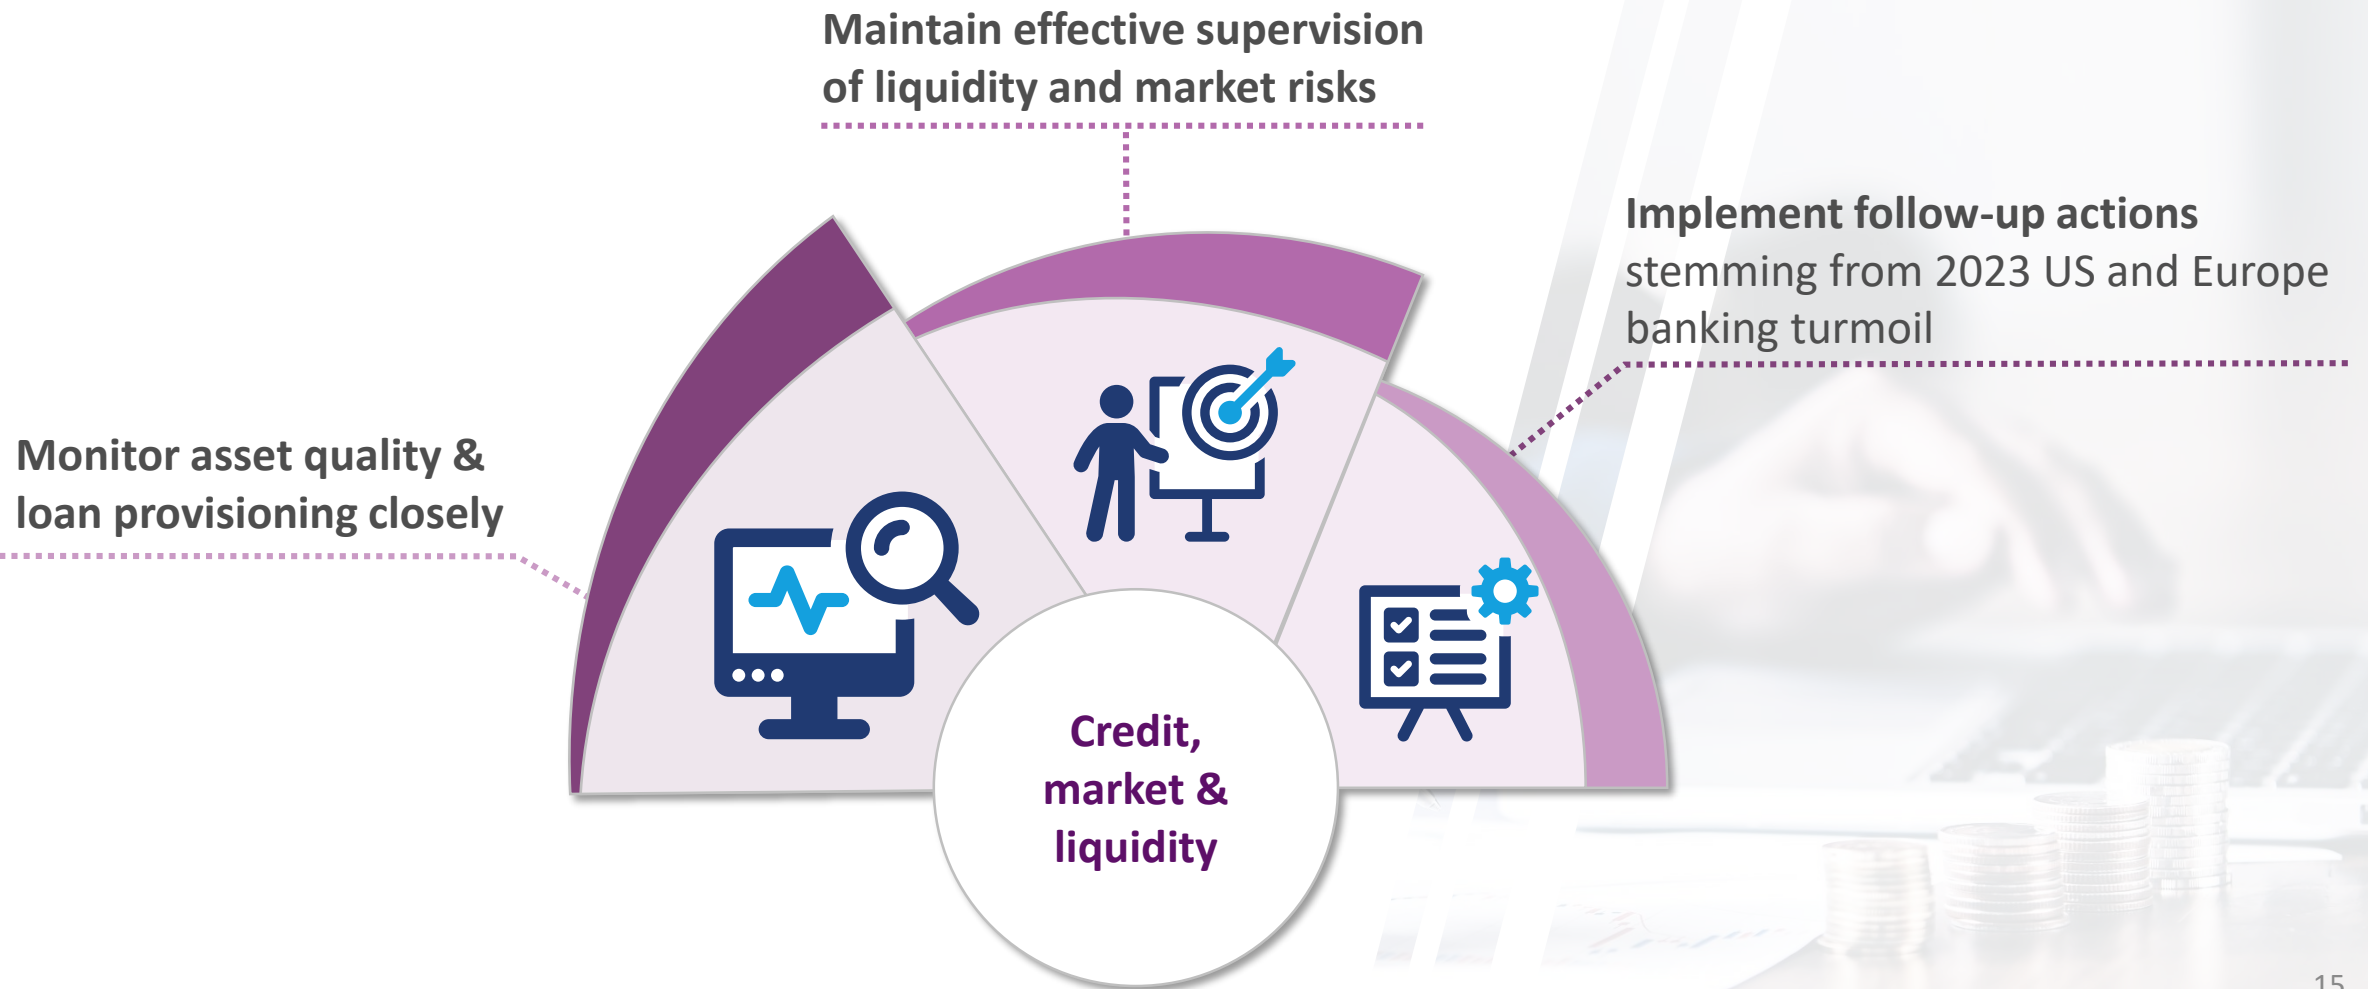 Maintain effective supervision
of liquidity and market risks
Implement follow-up actions
stemming from 2023 US and Europe
banking turmoil
Monitor asset quality &
loan provisioning closely
Credit,
market &
liquidity
15